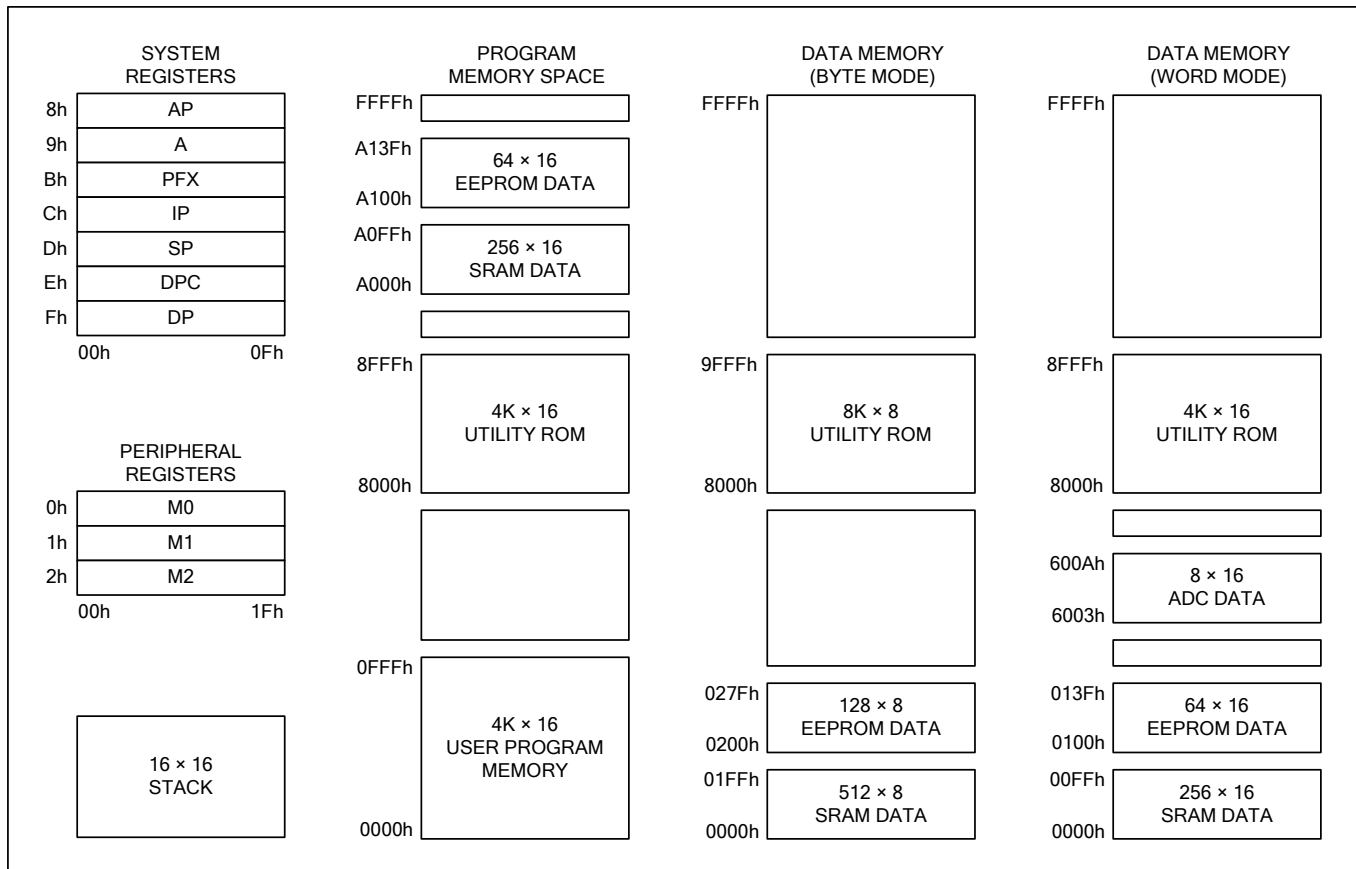 SYSTEM
REGISTERS
8h
AP
9h
A
Bh
PFX
Ch
IP
Dh
SP
Eh
DPC
Fh
DP
00h
0Fh
PERIPHERAL
REGISTERS
0h
M0
1h
M1
2h
M2
00h
1Fh
16 × 16
STACK
PROGRAM
MEMORY SPACE
FFFFh
A13Fh
64 × 16
EEPROM DATA
A100h
A0FFh
256 × 16
SRAM DATA
A000h
8FFFh
4K × 16
UTILITY ROM
8000h
0FFFh
4K × 16
USER PROGRAM
MEMORY
0000h
DATA MEMORY
(BYTE MODE)
FFFFh
9FFFh
8K × 8
UTILITY ROM
8000h
027Fh
128 × 8
EEPROM DATA
0200h
01FFh
512 × 8
SRAM DATA
0000h
DATA MEMORY
(WORD MODE)
FFFFh
8FFFh
4K × 16
UTILITY ROM
8000h
600Ah
8 × 16
ADC DATA
6003h
013Fh
64 × 16
EEPROM DATA
0100h
00FFh
256 × 16
SRAM DATA
0000h